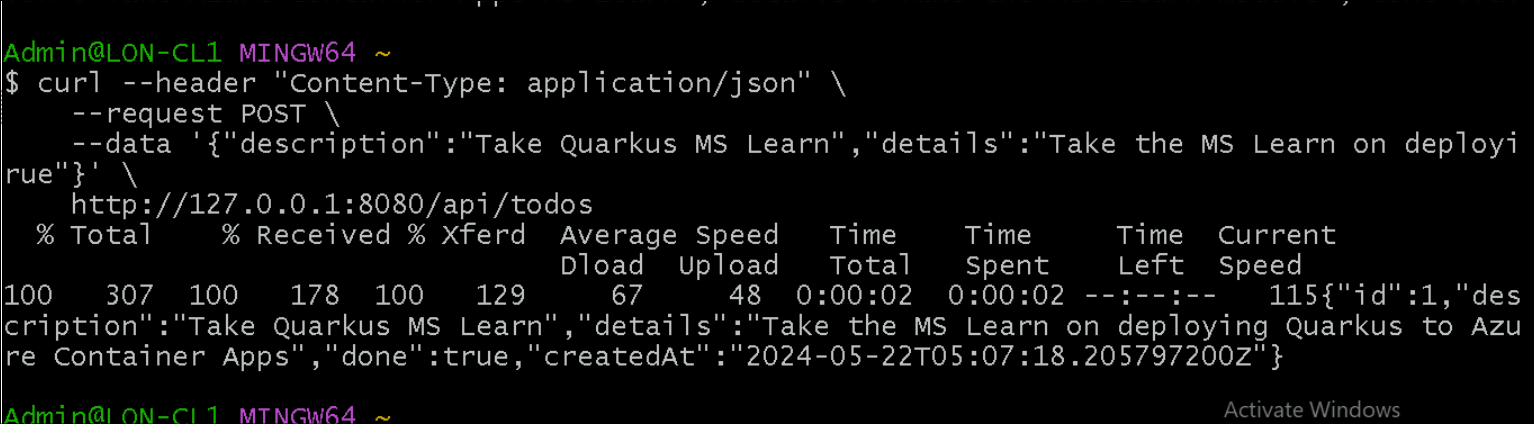 Admin@LON-CL1 MINGW64 ~
$ curl --header "Content-Type: application/json" \
    --request POST \
    --data '{"description":"Take Quarkus MS Learn","details":"Take the MS Learn on deployi
rue"}' \
    http://127.0.0.1:8080/api/todos
  % Total    % Received % Xferd  Average Speed   Time    Time     Time  Current
                                 Dload  Upload   Total   Spent    Left  Speed
100   307  100   178  100   129     67     48  0:00:02  0:00:02 --:--:--   115{"id":1,"des
cription":"Take Quarkus MS Learn","details":"Take the MS Learn on deploying Quarkus to Azu
re Container Apps","done":true,"createdAt":"2024-05-22T05:07:18.205797200Z"}
Admin@LON-CL1 MINGW64 ~
Activate Windows